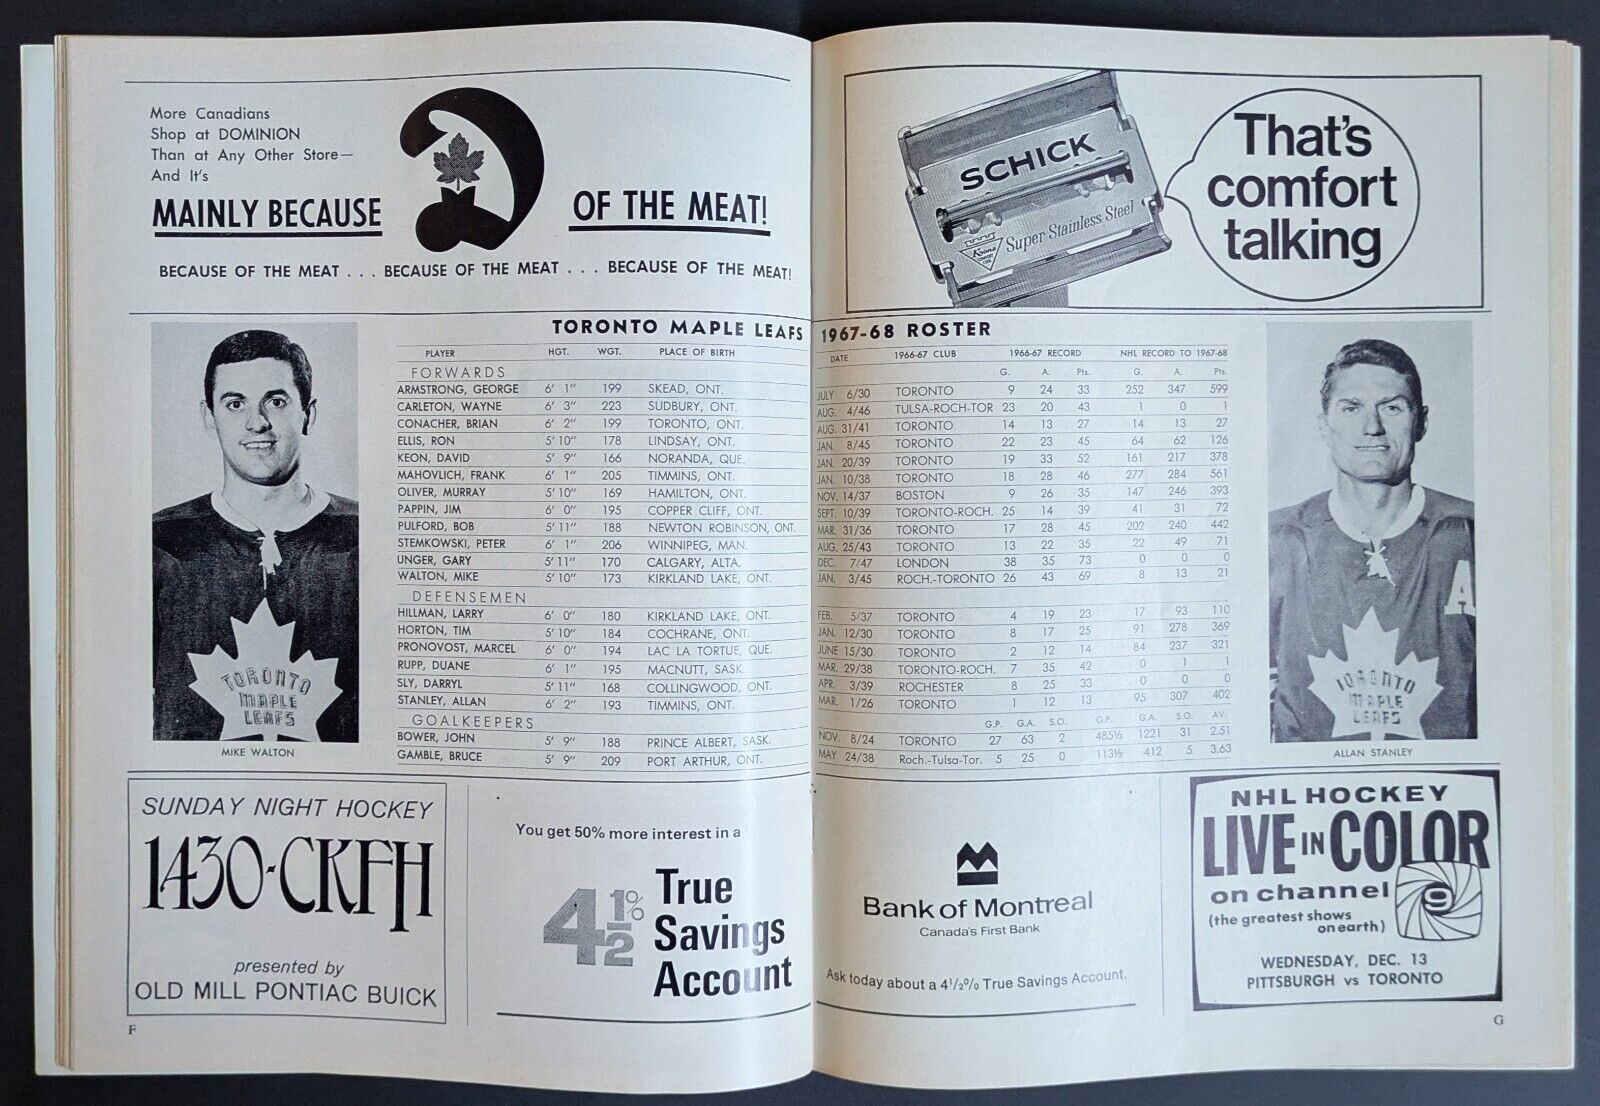 More Canadians
Shop at DOMINION
Than at Any Other Store—
And It's
MAINLY BECAUSE
OF THE MEAT!
BECAUSE OF THE MEAT . . . BECAUSE OF THE MEAT . . . BECAUSE OF THE MEAT!
SCHICK
Krona
COMFORT
EDGE
Super Stainless Steel
That's
comfort
talking
TORONTO MAPLE LEAFS 1967-68 ROSTER
PLAYER HGT. WGT. PLACE OF BIRTH DATE 1966-67 CLUB 1966-67 RECORD NHL RECORD TO 1967-68
FORWARDS G. A. Pts. G. A. Pts.
ARMSTRONG, GEORGE 6' 1" 199 SKEAD, ONT. JULY 6/30 TORONTO 9 24 33 252 347 599
CARLETON, WAYNE 6' 3" 223 SUDBURY, ONT. AUG. 4/46 TULSA-ROCH-TOR 23 20 43 1 0 1
CONACHER, BRIAN 6' 2" 199 TORONTO, ONT. AUG. 31/41 TORONTO 14 13 27 14 13 27
ELLIS, RON 5' 10" 178 LINDSAY, ONT. JAN. 8/45 TORONTO 22 23 45 64 62 126
KEON, DAVID 5' 9" 166 NORANDA, QUE. JAN. 20/39 TORONTO 19 33 52 161 217 378
MAHOVLICH, FRANK 6' 1" 205 TIMMINS, ONT. JAN. 10/38 TORONTO 18 28 46 277 284 561
OLIVER, MURRAY 5' 10" 169 HAMILTON, ONT. NOV. 14/37 BOSTON 9 26 35 147 246 393
PAPPIN, JIM 6' 0" 195 COPPER CLIFF, ONT. SEPT. 10/39 TORONTO-ROCH. 25 14 39 41 31 72
PULFORD, BOB 5' 11" 188 NEWTON ROBINSON, ONT. MAR. 31/36 TORONTO 17 28 45 202 240 442
STEMKOWSKI, PETER 6' 1" 206 WINNIPEG, MAN. AUG. 25/43 TORONTO 13 22 35 22 49 71
UNGER, GARY 5' 11" 170 CALGARY, ALTA. DEC. 7/47 LONDON 38 35 73 0 0 0
WALTON, MIKE 5' 10" 173 KIRKLAND LAKE, ONT. JAN. 3/45 ROCH.-TORONTO 26 43 69 8 13 21
DEFENSEMEN
HILLMAN, LARRY 6' 0" 180 KIRKLAND LAKE, ONT. FEB. 5/37 TORONTO 4 19 23 17 93 110
HORTON, TIM 5' 10" 184 COCHRANE, ONT. JAN. 12/30 TORONTO 8 17 25 91 278 369
PRONOVOST, MARCEL 6' 0" 194 LAC LA TORTUE, QUE. JUNE 15/30 TORONTO 2 12 14 84 237 321
RUPP, DUANE 6' 1" 195 MACNUTT, SASK. MAR. 29/38 TORONTO-ROCH. 7 35 42 0 1 1
SLY, DARRYL 5' 11" 168 COLLINGWOOD, ONT. APR. 3/39 ROCHESTER 8 25 33 0 0 0
STANLEY, ALLAN 6' 2" 193 TIMMINS, ONT. MAR. 1/26 TORONTO 1 12 13 95 307 402
GOALKEEPERS G.P. G.A. S.O. G.P. G.A. S.O. AV.
BOWER, JOHN 5' 9" 188 PRINCE ALBERT, SASK. NOV. 8/24 TORONTO 27 63 2 485⅓ 1221 31 2.51
GAMBLE, BRUCE 5' 9" 209 PORT ARTHUR, ONT. MAY 24/38 Roch.-Tulsa-Tor. 5 25 0 113½ 412 5 3.63
TORONTO
MAPLE
LEAFS
MIKE WALTON
A
TORONTO
MAPLE
LEAFS
ALLAN STANLEY
SUNDAY NIGHT HOCKEY
1430-CKFH
presented by
OLD MILL PONTIAC BUICK
You get 50% more interest in a
4½% True
Savings
Account
Bank of Montreal
Canada's First Bank
Ask today about a 4½% True Savings Account.
NHL HOCKEY
LIVE IN COLOR
on channel 9
(the greatest shows
on earth)
WEDNESDAY, DEC. 13
PITTSBURGH vs TORONTO
F
G